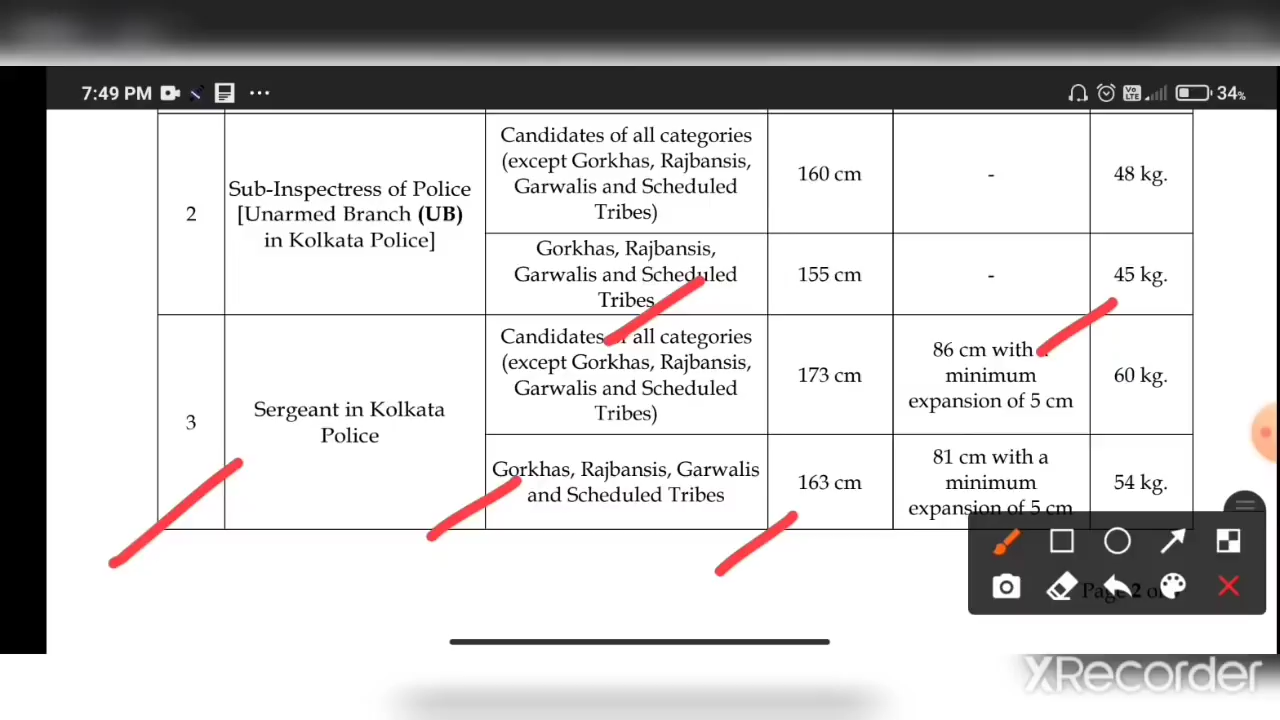 7:49 PM
34%
2
Sub-Inspectress of Police
[Unarmed Branch (UB)
in Kolkata Police]
Candidates of all categories
(except Gorkhas, Rajbansis,
Garwalis and Scheduled
Tribes)
160 cm
-
48 kg.
Gorkhas, Rajbansis,
Garwalis and Scheduled
Tribes
155 cm
-
45 kg.
3
Sergeant in Kolkata
Police
Candidates of all categories
(except Gorkhas, Rajbansis,
Garwalis and Scheduled
Tribes)
173 cm
86 cm with a
minimum
expansion of 5 cm
60 kg.
Gorkhas, Rajbansis, Garwalis
and Scheduled Tribes
163 cm
81 cm with a
minimum
expansion of 5 cm
54 kg.
Page 2
XRecorder